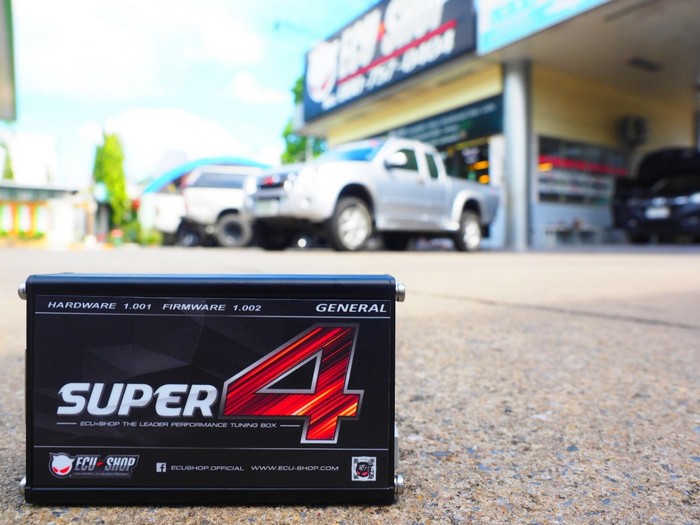 ECU SHOP
HARDWARE 1.001 FIRMWARE 1.002 GENERAL
SUPER 4
ECU=SHOP THE LEADER PERFORMANCE TUNING BOX
ECU SHOP
ECUSHOP.OFFICIAL WWW.ECU-SHOP.COM